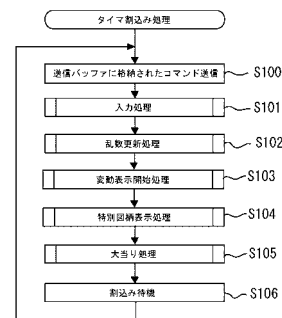 タイマ割込み処理
送信バッファに格納されたコマンド送信 S100
入力処理 S101
乱数更新処理 S102
変動表示開始処理 S103
特別図柄表示処理 S104
大当り処理 S105
割込み待機 S106